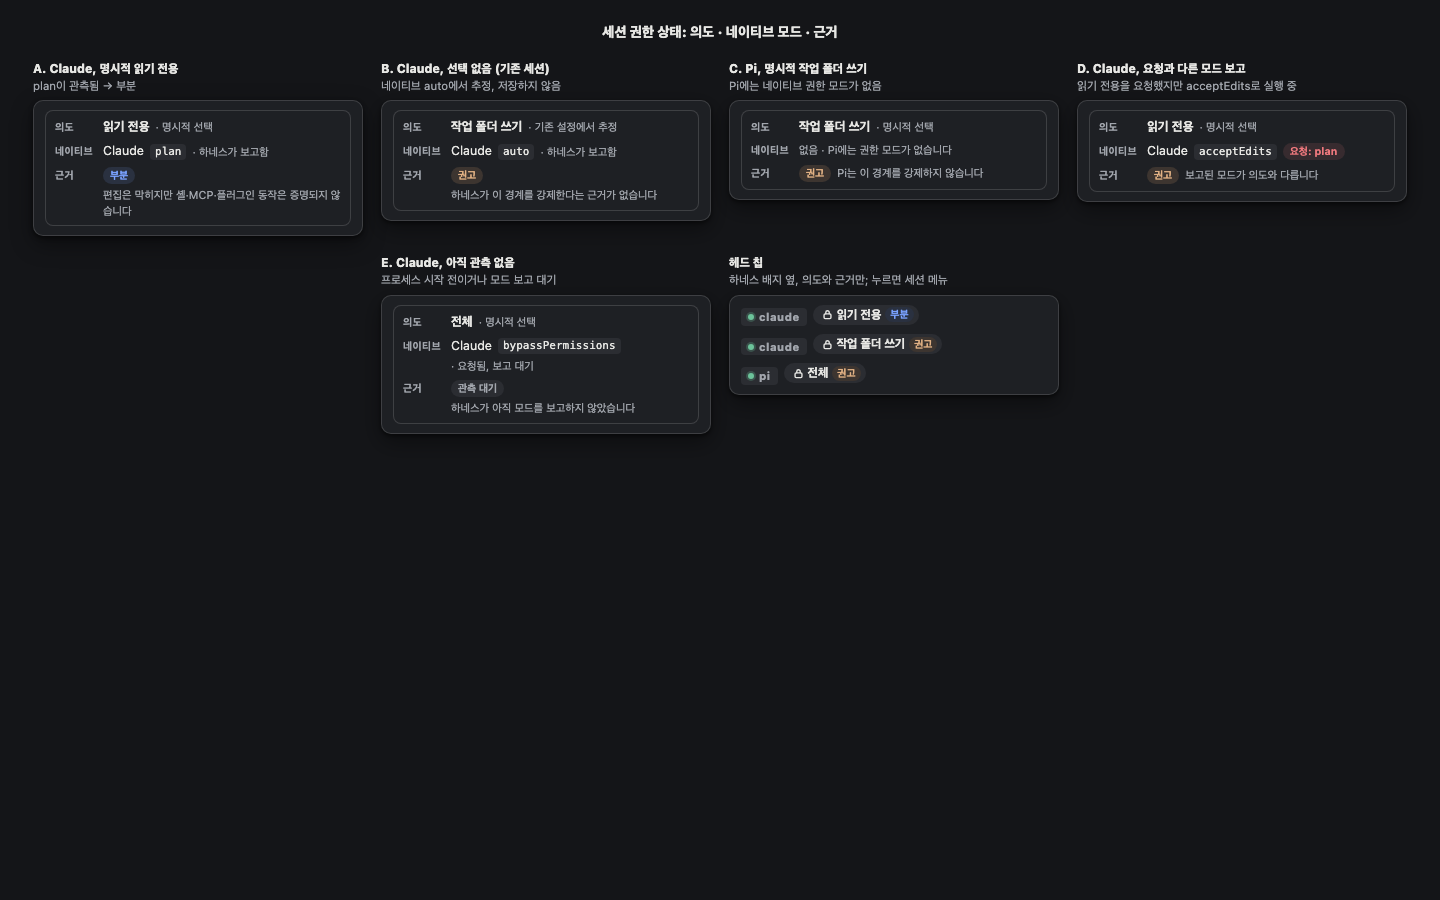 세션 권한 상태: 의도 · 네이티브 모드 · 근거
A. Claude, 명시적 읽기 전용
plan이 관측됨 → 부분
의도 읽기 전용 · 명시적 선택
네이티브 Claude plan · 하네스가 보고함
근거 부분
편집은 막히지만 셸·MCP·플러그인 동작은 증명되지 않
습니다
B. Claude, 선택 없음 (기존 세션)
네이티브 auto에서 추정, 저장하지 않음
의도 작업 폴더 쓰기 · 기존 설정에서 추정
네이티브 Claude auto · 하네스가 보고함
근거 권고
하네스가 이 경계를 강제한다는 근거가 없습니다
C. Pi, 명시적 작업 폴더 쓰기
Pi에는 네이티브 권한 모드가 없음
의도 작업 폴더 쓰기 · 명시적 선택
네이티브 없음 · Pi에는 권한 모드가 없습니다
근거 권고 Pi는 이 경계를 강제하지 않습니다
D. Claude, 요청과 다른 모드 보고
읽기 전용을 요청했지만 acceptEdits로 실행 중
의도 읽기 전용 · 명시적 선택
네이티브 Claude acceptEdits 요청: plan
근거 권고 보고된 모드가 의도와 다릅니다
E. Claude, 아직 관측 없음
프로세스 시작 전이거나 모드 보고 대기
의도 전체 · 명시적 선택
네이티브 Claude bypassPermissions
· 요청됨, 보고 대기
근거 관측 대기
하네스가 아직 모드를 보고하지 않았습니다
헤드 칩
하네스 배지 옆, 의도와 근거만; 누르면 세션 메뉴
claude 읽기 전용 부분
claude 작업 폴더 쓰기 권고
pi 전체 권고